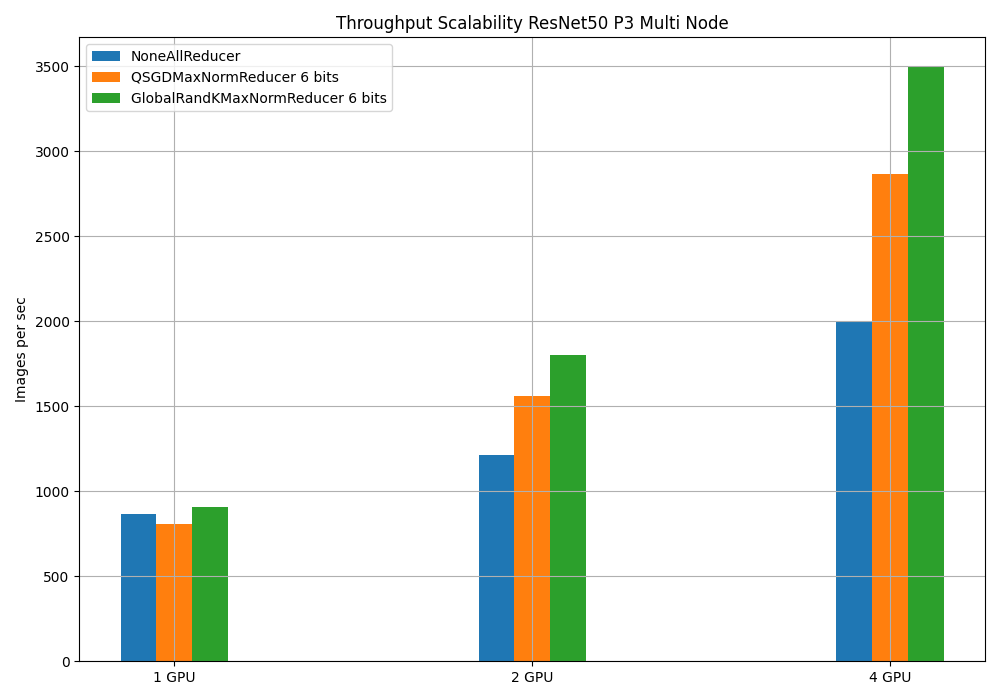 Throughput Scalability ResNet50 P3 Multi Node
NoneAllReducer
QSGDMaxNormReducer 6 bits
GlobalRandKMaxNormReducer 6 bits
Images per sec
3500
3000
2500
2000
1500
1000
500
0
1 GPU
2 GPU
4 GPU